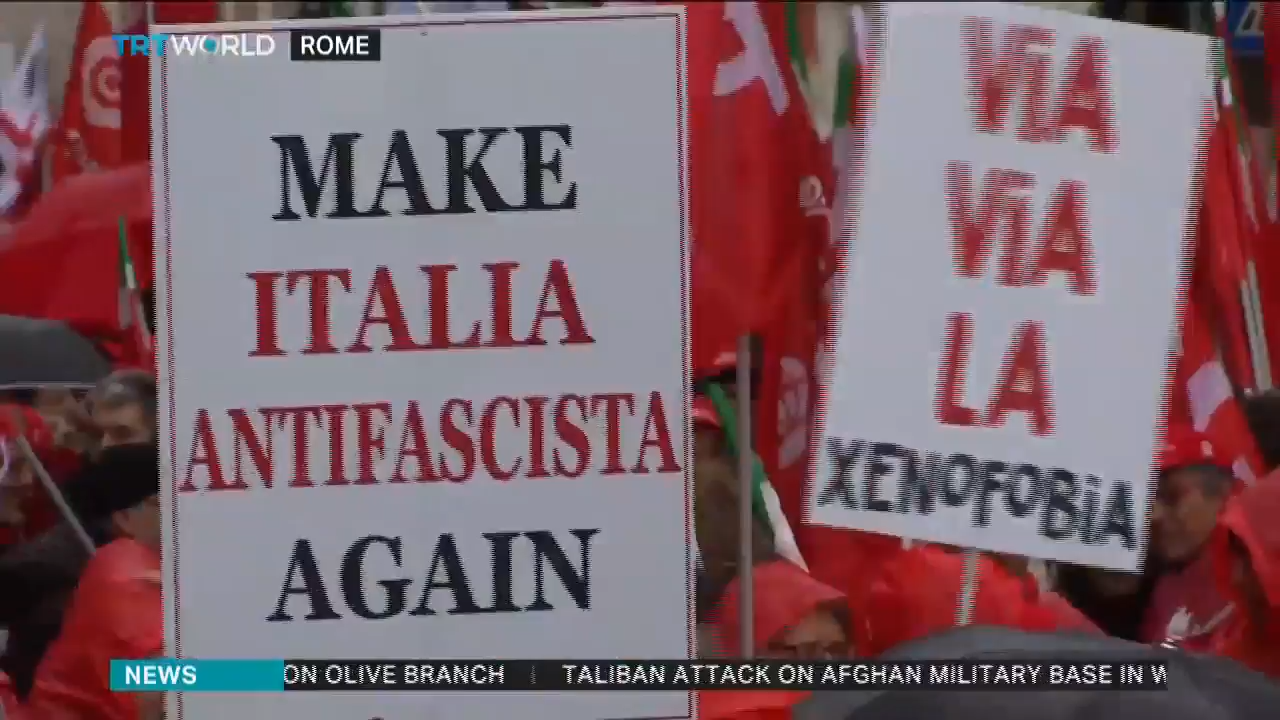 TRT WORLD
ROME
MAKE
ITALIA
ANTIFASCISTA
AGAIN
ViA
ViA
LA
XENOFOBiA
NEWS
ON OLIVE BRANCH | TALIBAN ATTACK ON AFGHAN MILITARY BASE IN